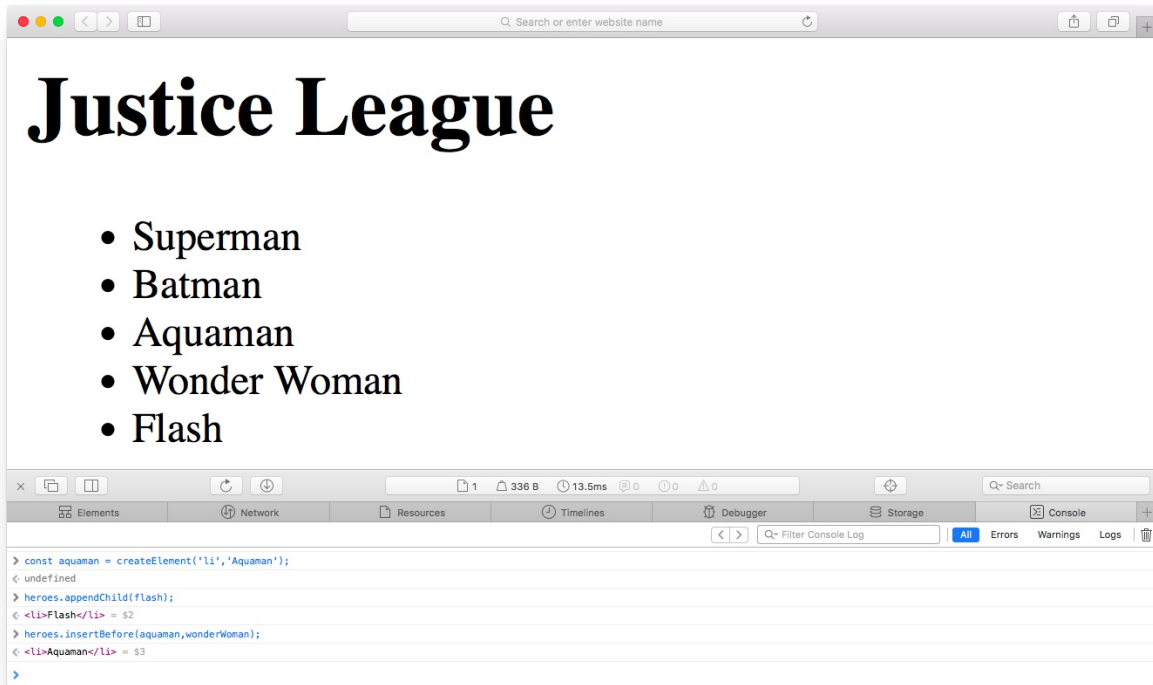 Search or enter website name
Justice League
• Superman
• Batman
• Aquaman
• Wonder Woman
• Flash
1 336 B 13.5ms 0 0 0 Search
Elements Network Resources Timelines Debugger Storage Console
Filter Console Log All Errors Warnings Logs
> const aquaman = createElement('li','Aquaman');
< undefined
> heroes.appendChild(flash);
< <li>Flash</li> = $2
> heroes.insertBefore(aquaman,wonderWoman);
< <li>Aquaman</li> = $3
>